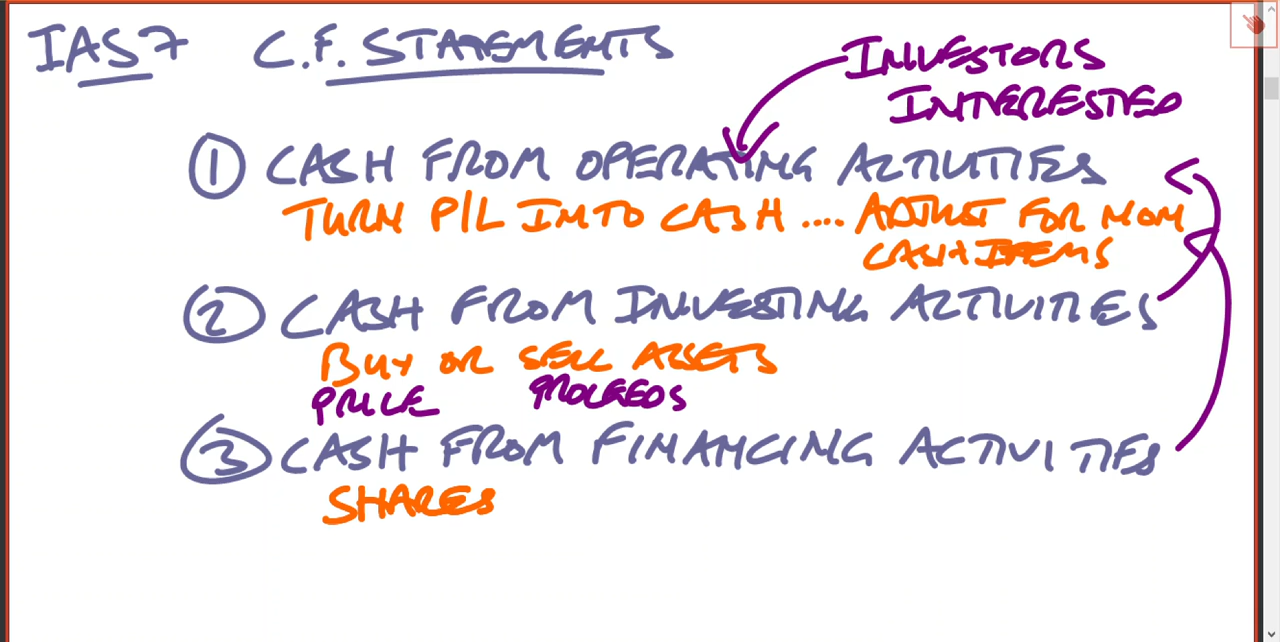 IAS7 C.F. STATEMENTS
INVESTORS
INTERESTED
① CASH FROM OPERATING ACTIVITIES
TURN P/L INTO CASH .... ADJUST FOR NON
CASH ITEMS
② CASH FROM INVESTING ACTIVITIES
BUY OR SELL ASSETS
PRICE PROCEEDS
③ CASH FROM FINANCING ACTIVITIES
SHARES